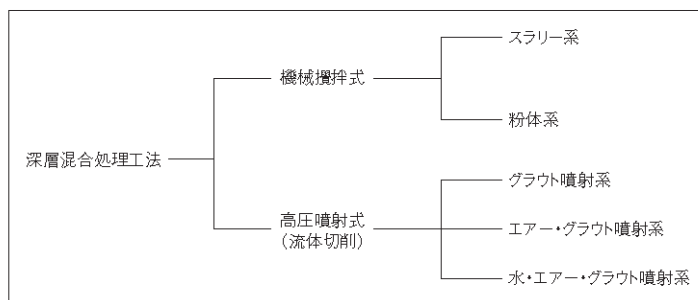 スラリー系
機械攪拌式
粉体系
深層混合処理工法
グラウト噴射系
高圧噴射式
(流体切削)
エアー・グラウト噴射系
水・エアー・グラウト噴射系